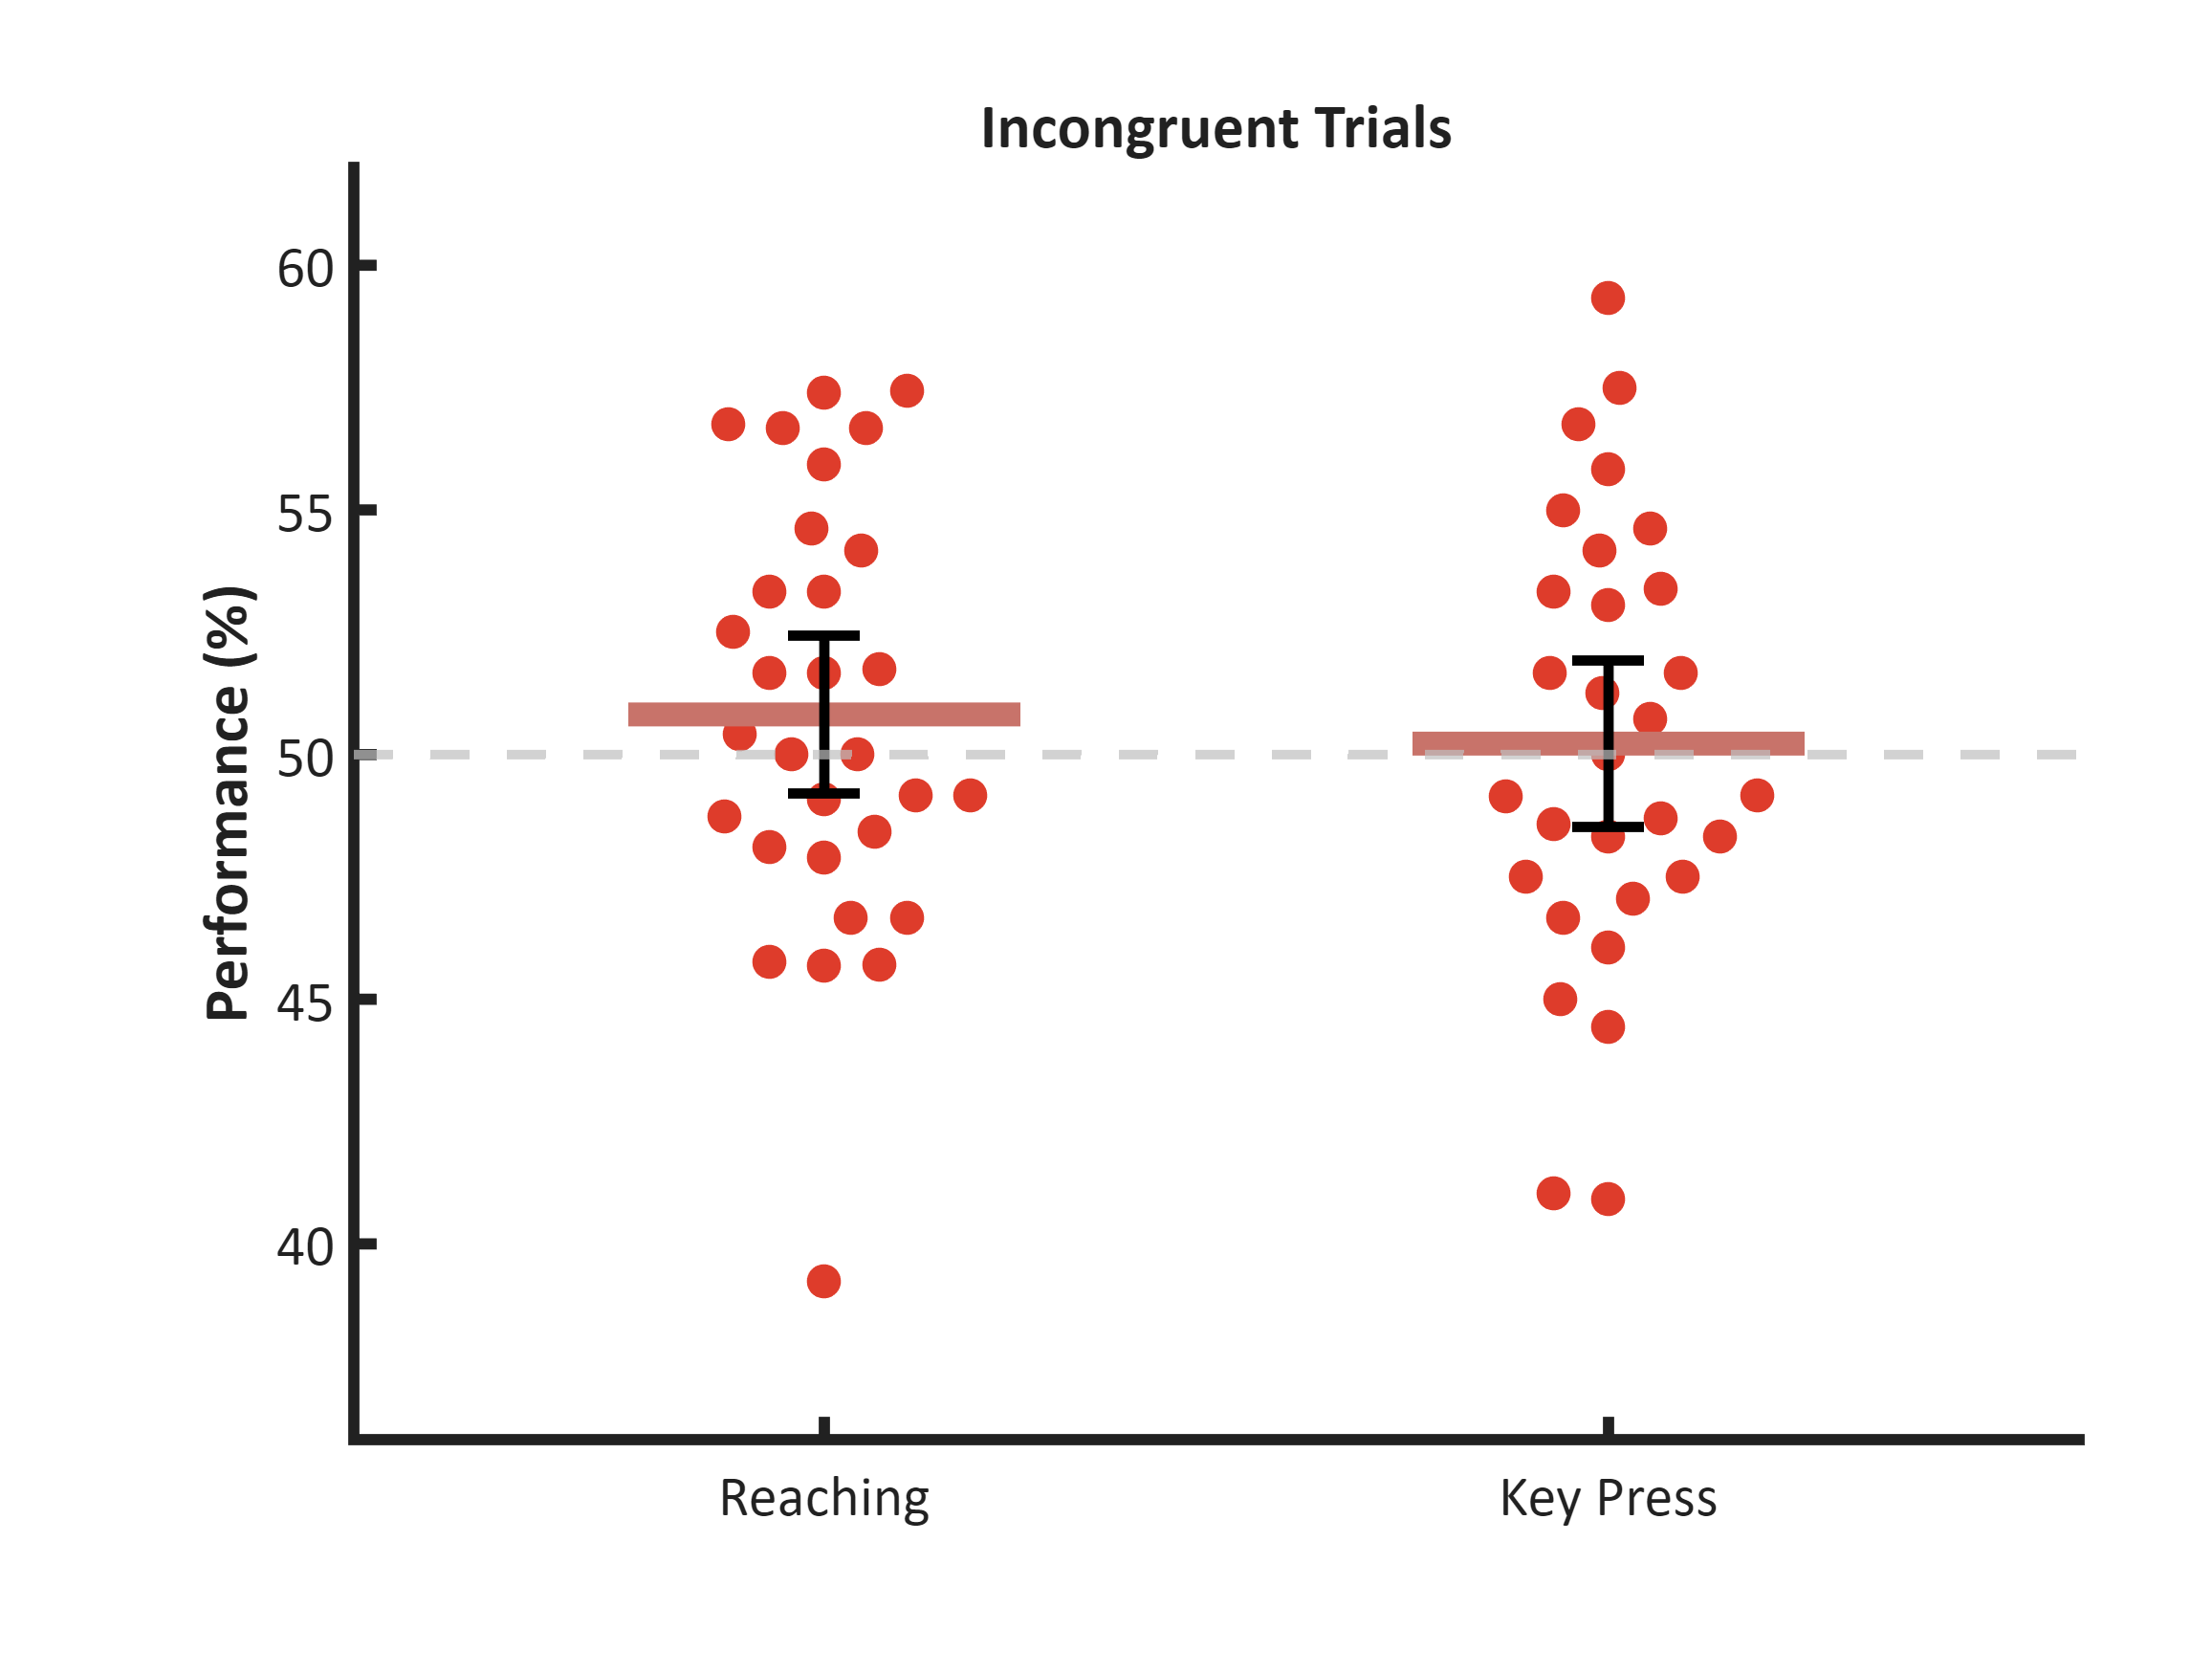 Incongruent Trials
Performance (%)
60
55
50
45
40
Reaching
Key Press